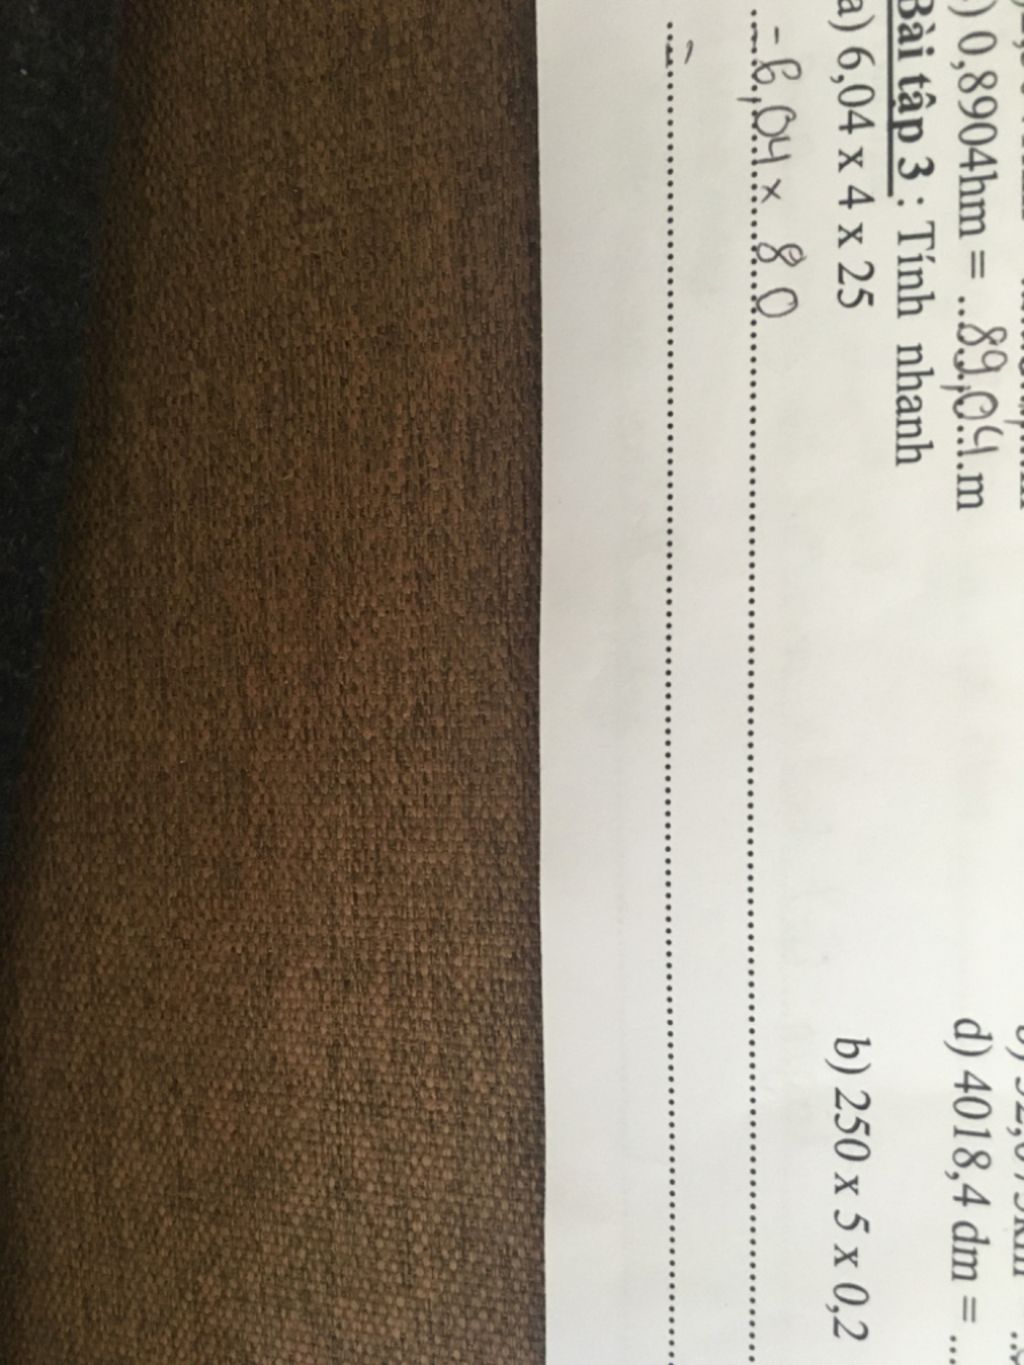 ) 0,8904hm = ..89,04..m
d) 4018,4 dm = ...
Bài tập 3 : Tính nhanh
a) 6,04 x 4 x 25
b) 250 x 5 x 0,2
- 6,04 x 80